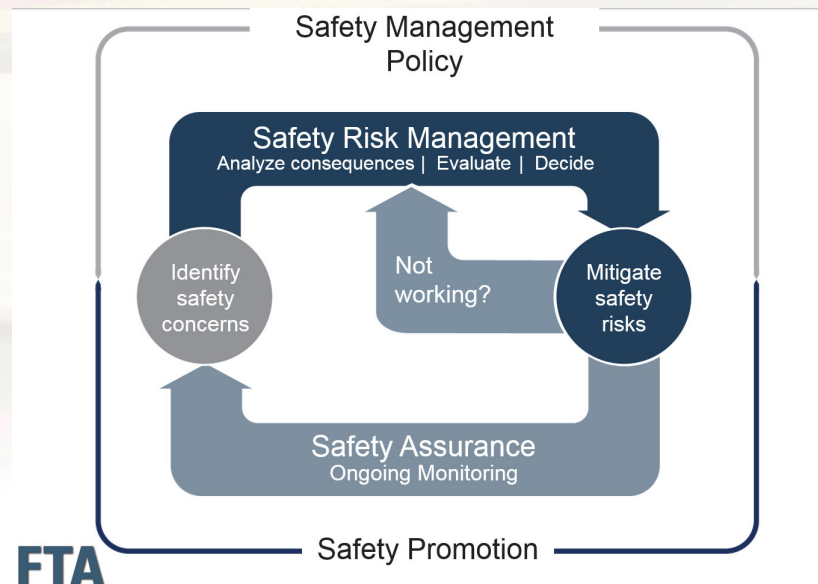 Safety Management
Policy
Safety Risk Management
Analyze consequences | Evaluate | Decide
Identify
safety
concerns
Not
working?
Mitigate
safety
risks
Safety Assurance
Ongoing Monitoring
Safety Promotion
FTA